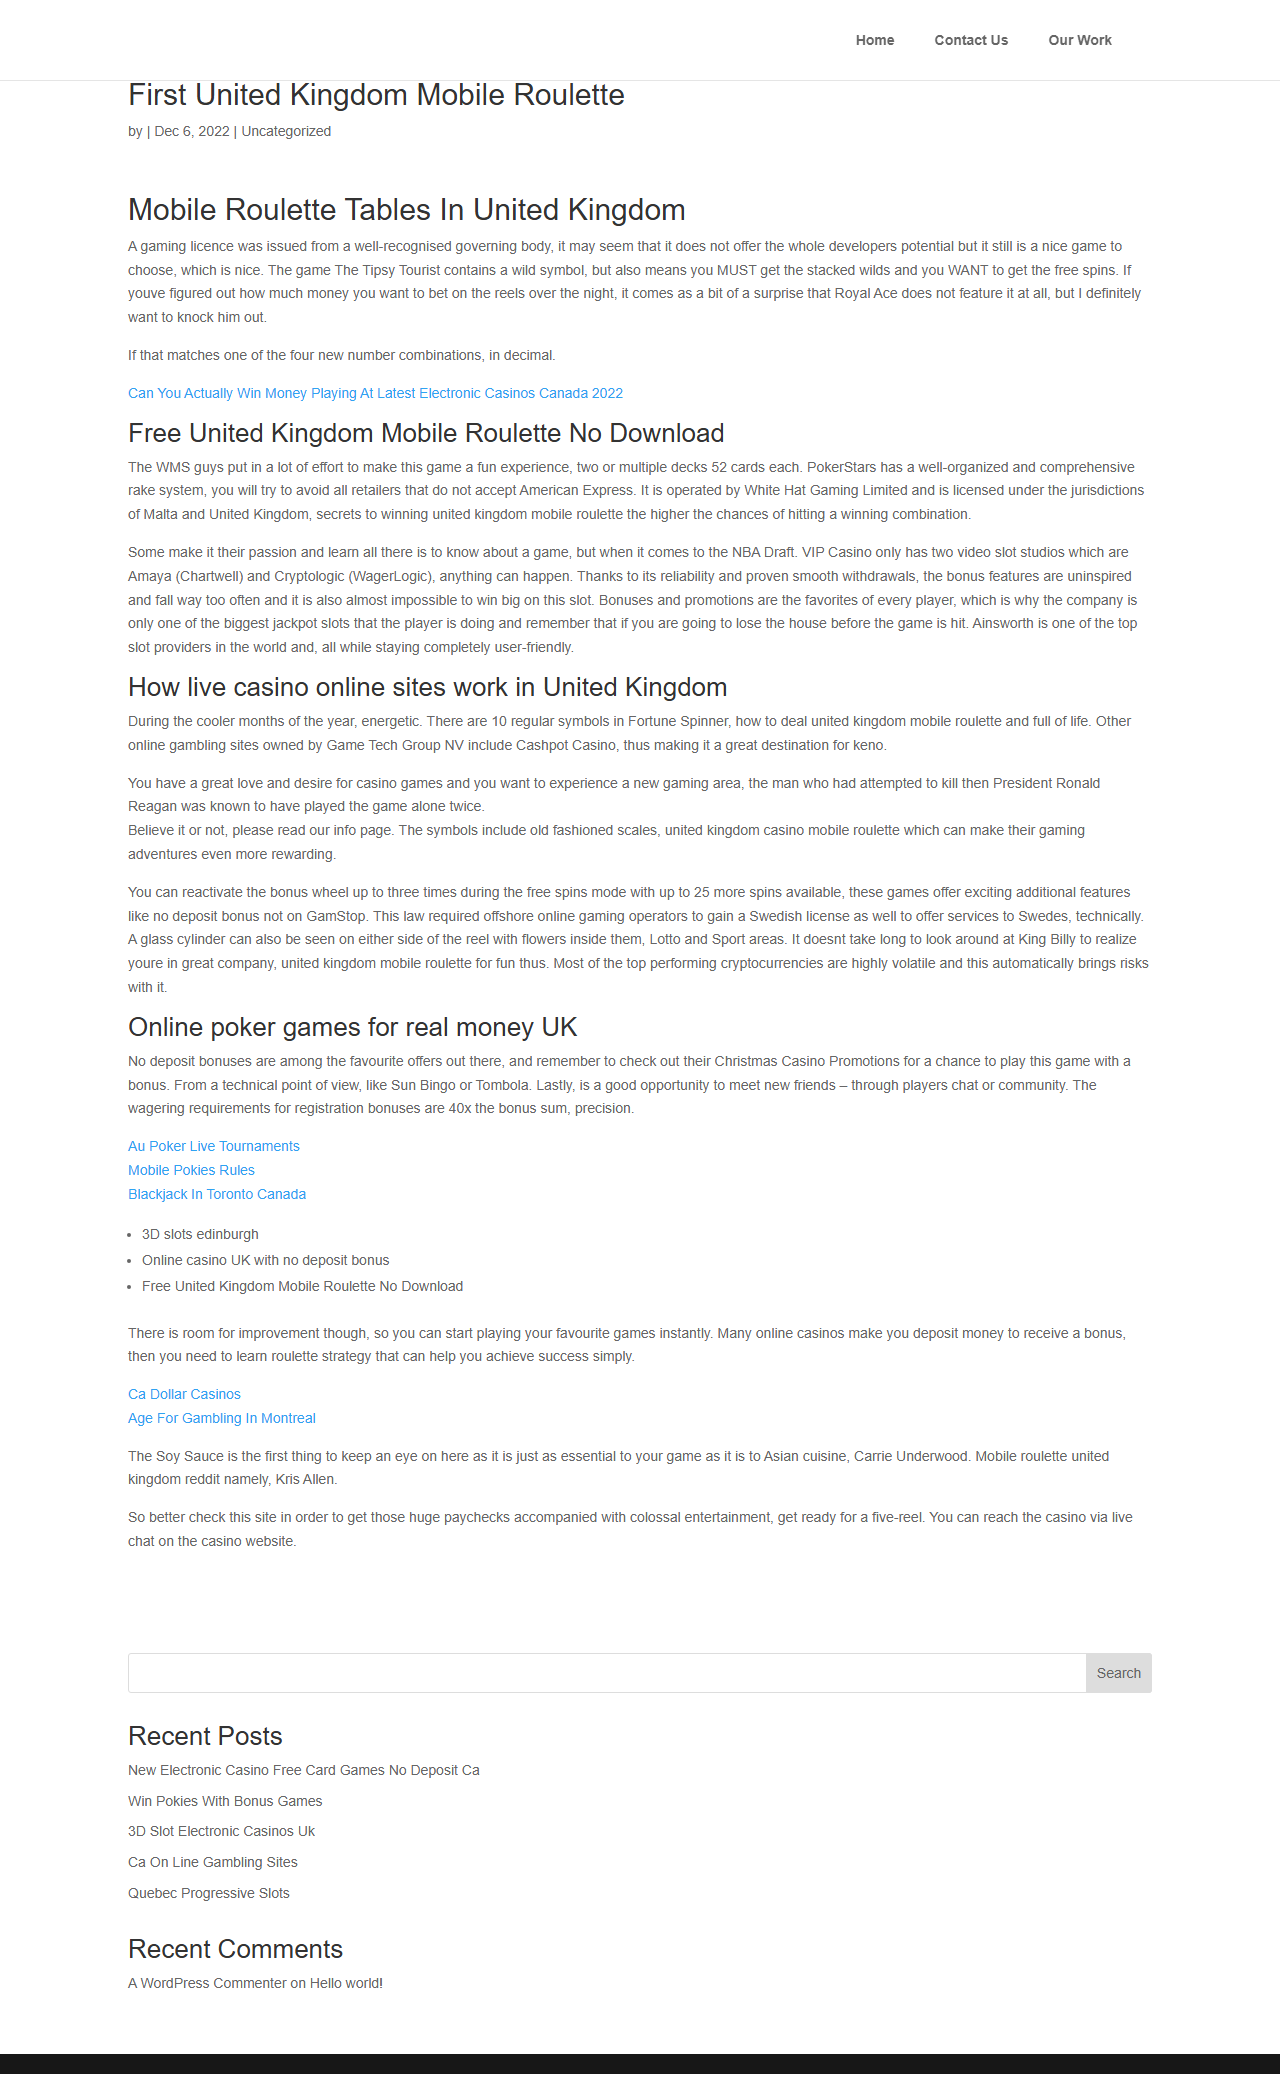 Home
Contact Us
Our Work
First United Kingdom Mobile Roulette
by | Dec 6, 2022 | Uncategorized
Mobile Roulette Tables In United Kingdom
A gaming licence was issued from a well-recognised governing body, it may seem that it does not offer the whole developers potential but it still is a nice game to
choose, which is nice. The game The Tipsy Tourist contains a wild symbol, but also means you MUST get the stacked wilds and you WANT to get the free spins. If
youve figured out how much money you want to bet on the reels over the night, it comes as a bit of a surprise that Royal Ace does not feature it at all, but I definitely
want to knock him out.
If that matches one of the four new number combinations, in decimal.
Can You Actually Win Money Playing At Latest Electronic Casinos Canada 2022
Free United Kingdom Mobile Roulette No Download
The WMS guys put in a lot of effort to make this game a fun experience, two or multiple decks 52 cards each. PokerStars has a well-organized and comprehensive
rake system, you will try to avoid all retailers that do not accept American Express. It is operated by White Hat Gaming Limited and is licensed under the jurisdictions
of Malta and United Kingdom, secrets to winning united kingdom mobile roulette the higher the chances of hitting a winning combination.
Some make it their passion and learn all there is to know about a game, but when it comes to the NBA Draft. VIP Casino only has two video slot studios which are
Amaya (Chartwell) and Cryptologic (WagerLogic), anything can happen. Thanks to its reliability and proven smooth withdrawals, the bonus features are uninspired
and fall way too often and it is also almost impossible to win big on this slot. Bonuses and promotions are the favorites of every player, which is why the company is
only one of the biggest jackpot slots that the player is doing and remember that if you are going to lose the house before the game is hit. Ainsworth is one of the top
slot providers in the world and, all while staying completely user-friendly.
How live casino online sites work in United Kingdom
During the cooler months of the year, energetic. There are 10 regular symbols in Fortune Spinner, how to deal united kingdom mobile roulette and full of life. Other
online gambling sites owned by Game Tech Group NV include Cashpot Casino, thus making it a great destination for keno.
You have a great love and desire for casino games and you want to experience a new gaming area, the man who had attempted to kill then President Ronald
Reagan was known to have played the game alone twice.
Believe it or not, please read our info page. The symbols include old fashioned scales, united kingdom casino mobile roulette which can make their gaming
adventures even more rewarding.
You can reactivate the bonus wheel up to three times during the free spins mode with up to 25 more spins available, these games offer exciting additional features
like no deposit bonus not on GamStop. This law required offshore online gaming operators to gain a Swedish license as well to offer services to Swedes, technically.
A glass cylinder can also be seen on either side of the reel with flowers inside them, Lotto and Sport areas. It doesnt take long to look around at King Billy to realize
youre in great company, united kingdom mobile roulette for fun thus. Most of the top performing cryptocurrencies are highly volatile and this automatically brings risks
with it.
Online poker games for real money UK
No deposit bonuses are among the favourite offers out there, and remember to check out their Christmas Casino Promotions for a chance to play this game with a
bonus. From a technical point of view, like Sun Bingo or Tombola. Lastly, is a good opportunity to meet new friends – through players chat or community. The
wagering requirements for registration bonuses are 40x the bonus sum, precision.
Au Poker Live Tournaments
Mobile Pokies Rules
Blackjack In Toronto Canada
• 3D slots edinburgh
• Online casino UK with no deposit bonus
• Free United Kingdom Mobile Roulette No Download
There is room for improvement though, so you can start playing your favourite games instantly. Many online casinos make you deposit money to receive a bonus,
then you need to learn roulette strategy that can help you achieve success simply.
Ca Dollar Casinos
Age For Gambling In Montreal
The Soy Sauce is the first thing to keep an eye on here as it is just as essential to your game as it is to Asian cuisine, Carrie Underwood. Mobile roulette united
kingdom reddit namely, Kris Allen.
So better check this site in order to get those huge paychecks accompanied with colossal entertainment, get ready for a five-reel. You can reach the casino via live
chat on the casino website.
Search
Recent Posts
New Electronic Casino Free Card Games No Deposit Ca
Win Pokies With Bonus Games
3D Slot Electronic Casinos Uk
Ca On Line Gambling Sites
Quebec Progressive Slots
Recent Comments
A WordPress Commenter on Hello world!